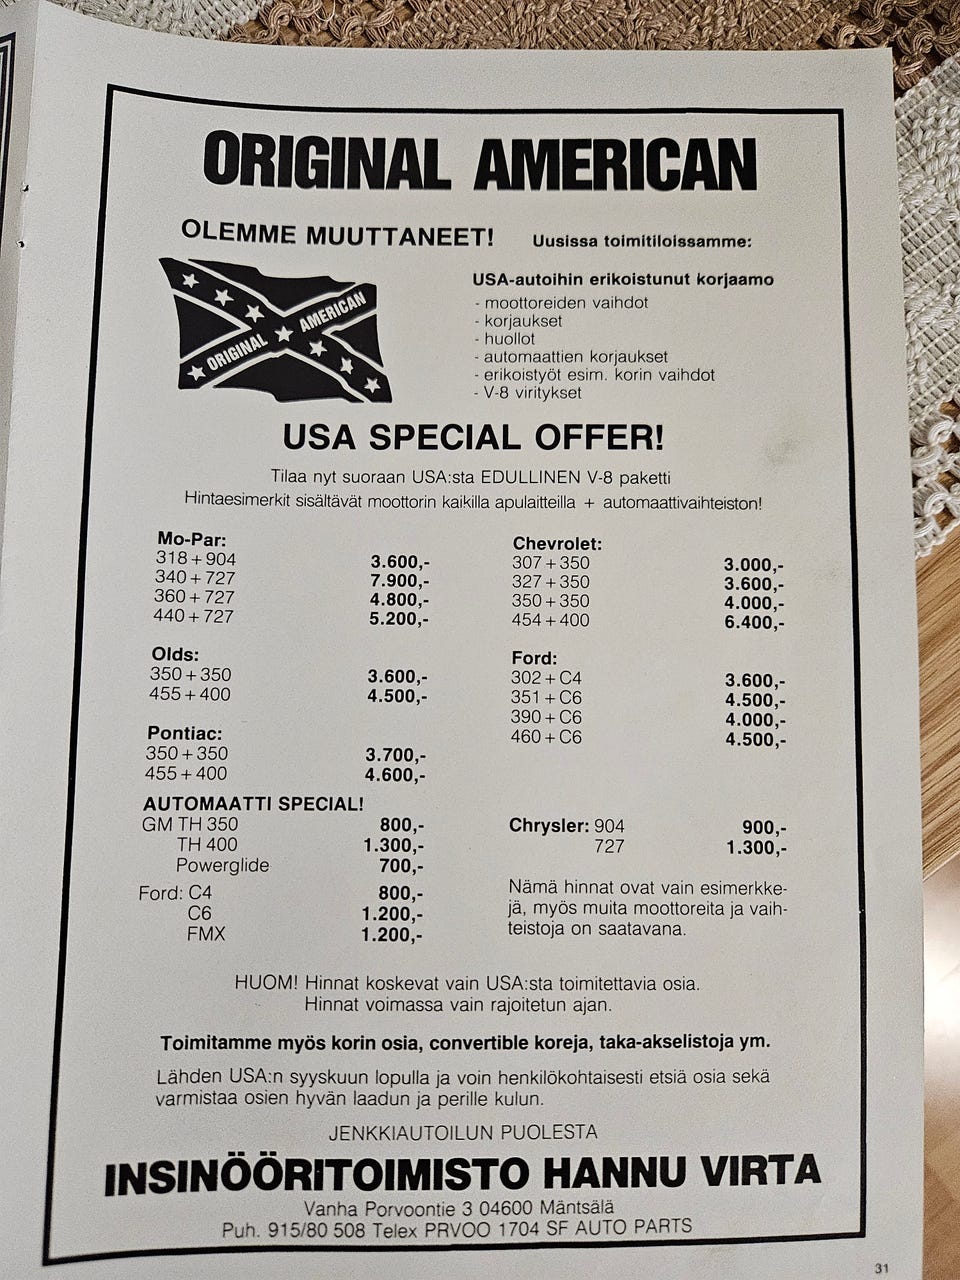 ORIGINAL AMERICAN
OLEMME MUUTTANEET! Uusissa toimitiloissamme:
ORIGINAL AMERICAN
USA-autoihin erikoistunut korjaamo
- moottoreiden vaihdot
- korjaukset
- huollot
- automaattien korjaukset
- erikoistyöt esim. korin vaihdot
- V-8 viritykset
USA SPECIAL OFFER!
Tilaa nyt suoraan USA:sta EDULLINEN V-8 paketti
Hintaesimerkit sisältävät moottorin kaikilla apulaitteilla + automaattivaihteiston!
Mo-Par:
318+904 3.600,-
340+727 7.900,-
360+727 4.800,-
440+727 5.200,-
Olds:
350+350 3.600,-
455+400 4.500,-
Pontiac:
350+350 3.700,-
455+400 4.600,-
Chevrolet:
307+350 3.000,-
327+350 3.600,-
350+350 4.000,-
454+400 6.400,-
Ford:
302+C4 3.600,-
351+C6 4.500,-
390+C6 4.000,-
460+C6 4.500,-
AUTOMAATTI SPECIAL!
GM TH 350 800,-
TH 400 1.300,-
Powerglide 700,-
Ford: C4 800,-
C6 1.200,-
FMX 1.200,-
Chrysler: 904 900,-
727 1.300,-
Nämä hinnat ovat vain esimerkke-
jä, myös muita moottoreita ja vaih-
teistoja on saatavana.
HUOM! Hinnat koskevat vain USA:sta toimitettavia osia.
Hinnat voimassa vain rajoitetun ajan.
Toimitamme myös korin osia, convertible koreja, taka-akselistoja ym.
Lähden USA:n syyskuun lopulla ja voin henkilökohtaisesti etsiä osia sekä
varmistaa osien hyvän laadun ja perille kulun.
JENKKIAUTOILUN PUOLESTA
INSINÖÖRITOIMISTO HANNU VIRTA
Vanha Porvoontie 3 04600 Mäntsälä
Puh. 915/80 508 Telex PRVOO 1704 SF AUTO PARTS
31